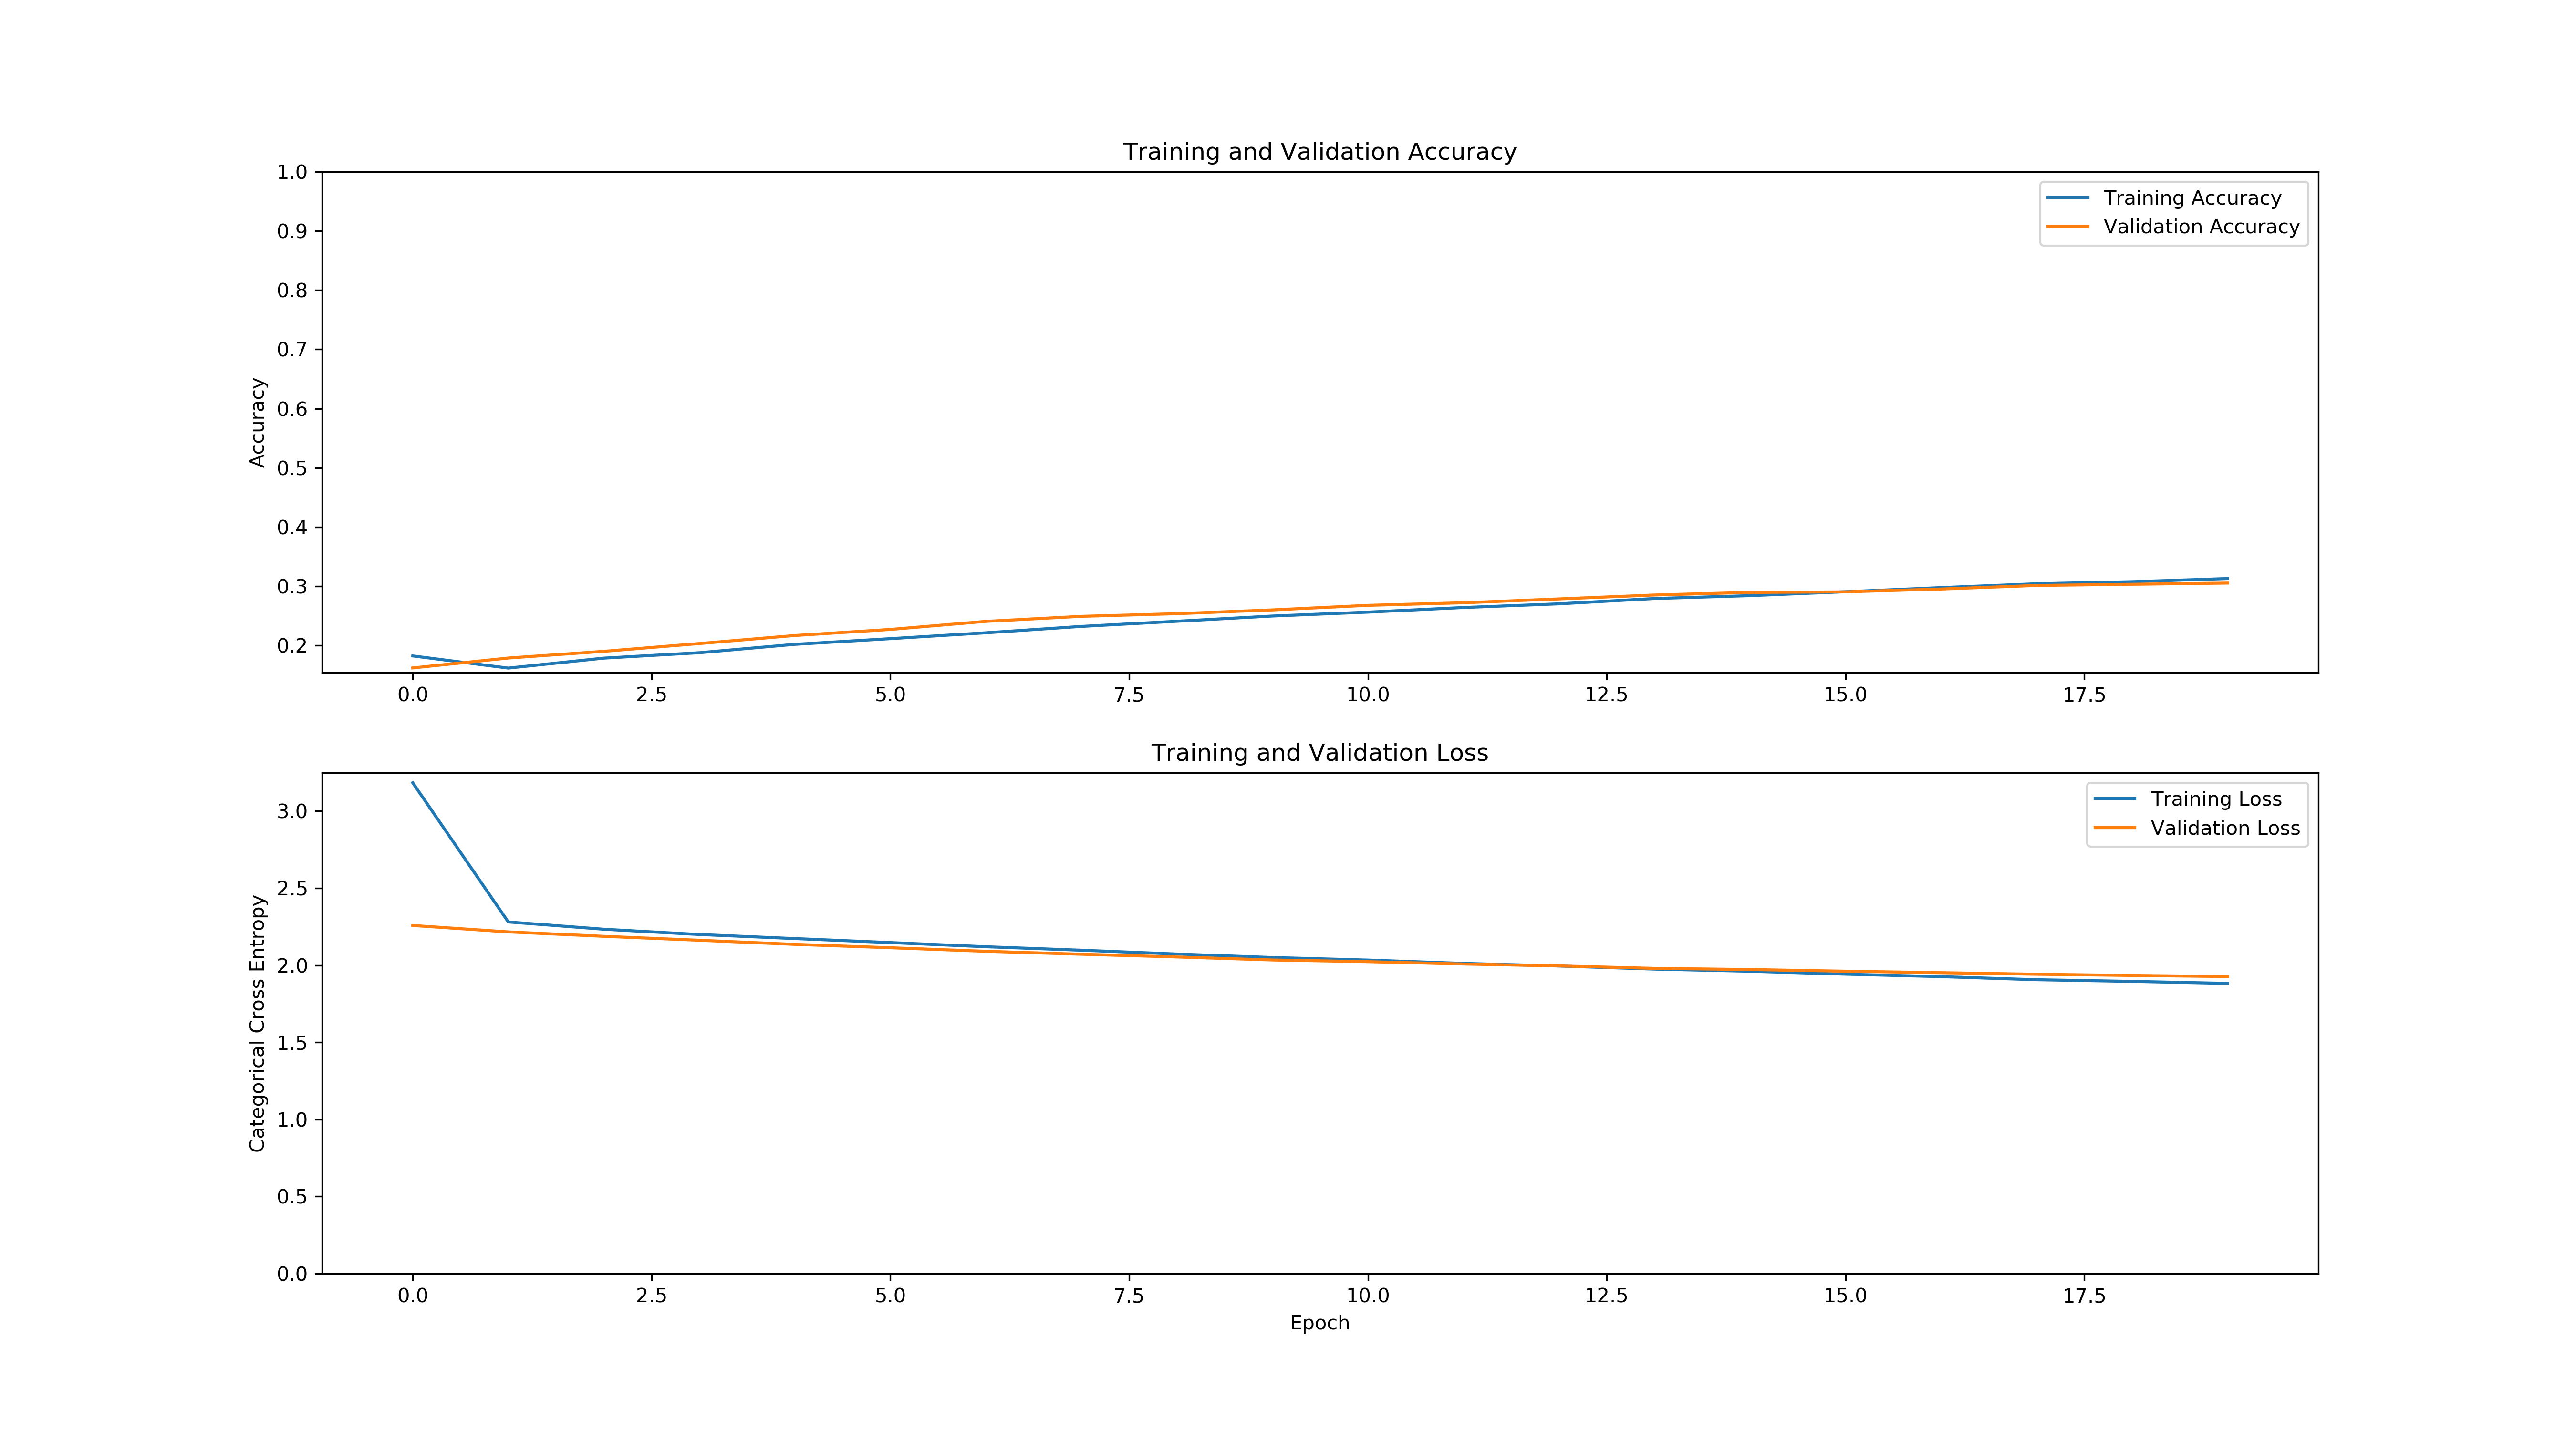 Training and Validation Accuracy
1.0
0.9
0.8
0.7
0.6
0.5
0.4
0.3
0.2
Accuracy
Training Accuracy
Validation Accuracy
0.0 2.5 5.0 7.5 10.0 12.5 15.0 17.5
Training and Validation Loss
3.0
2.5
2.0
1.5
1.0
0.5
0.0
Categorical Cross Entropy
Training Loss
Validation Loss
0.0 2.5 5.0 7.5 10.0 12.5 15.0 17.5
Epoch